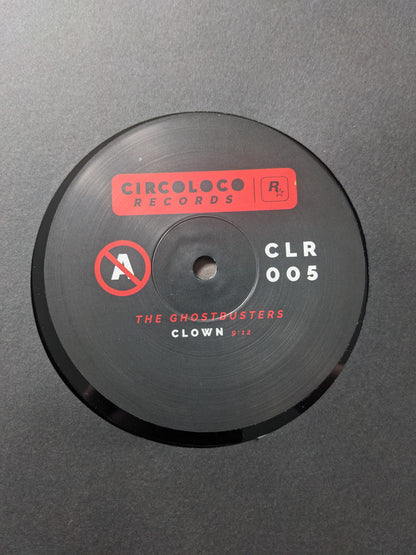 CIRCOLOCO
RECORDS
R
A
CLR
005
THE GHOSTBUSTERS
CLOWN 9:12